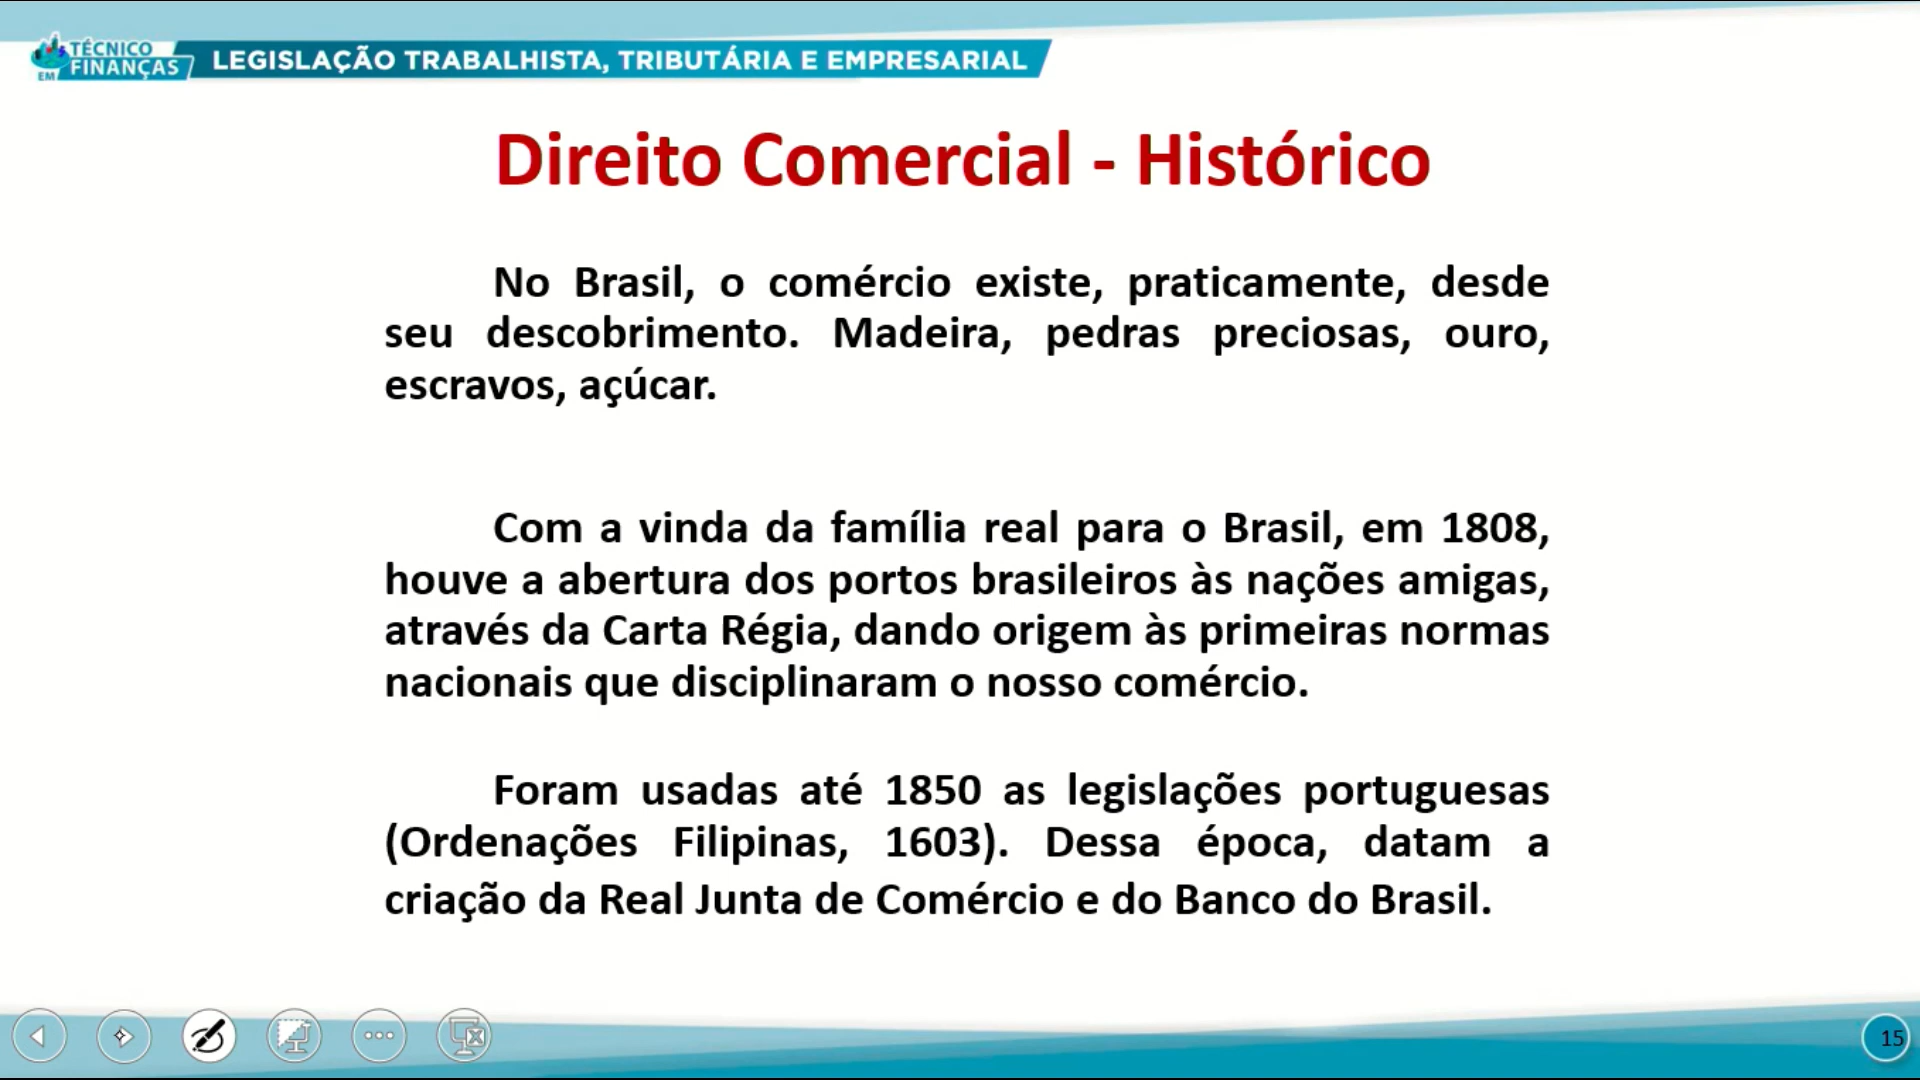 TÉCNICO
EM FINANÇAS
LEGISLAÇÃO TRABALHISTA, TRIBUTÁRIA E EMPRESARIAL
Direito Comercial - Histórico
No Brasil, o comércio existe, praticamente, desde
seu descobrimento. Madeira, pedras preciosas, ouro,
escravos, açúcar.
Com a vinda da família real para o Brasil, em 1808,
houve a abertura dos portos brasileiros às nações amigas,
através da Carta Régia, dando origem às primeiras normas
nacionais que disciplinaram o nosso comércio.
Foram usadas até 1850 as legislações portuguesas
(Ordenações Filipinas, 1603). Dessa época, datam a
criação da Real Junta de Comércio e do Banco do Brasil.
15